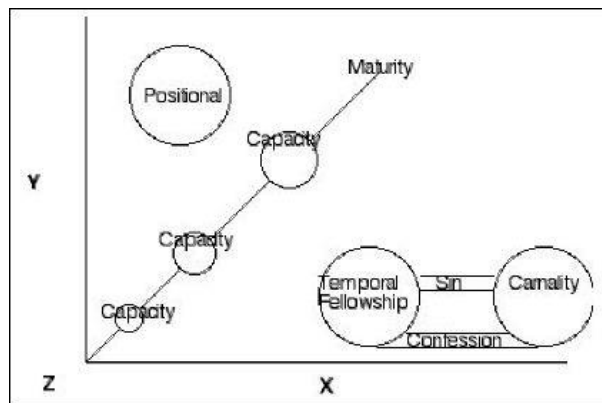 Maturity
Positional
Capacity
Y
Capacity
Temporal
Fellowship
Sin
Carnality
Capacity
Confession
Z
X